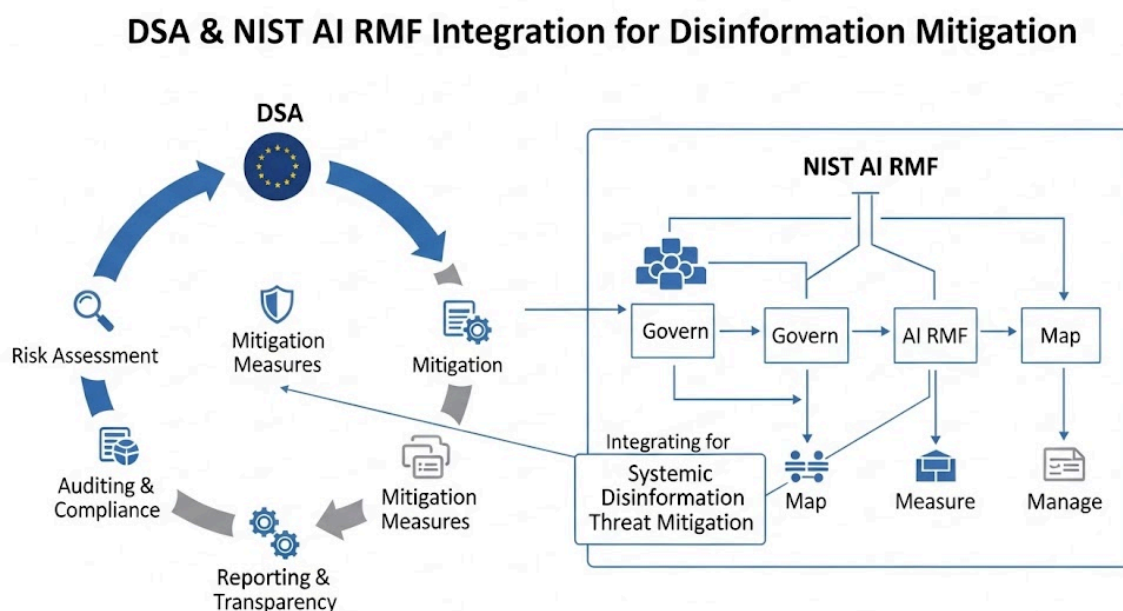 DSA & NIST AI RMF Integration for Disinformation Mitigation
DSA
Risk Assessment
Mitigation
Measures
Mitigation
Auditing &
Compliance
Mitigation
Measures
Reporting &
Transparency
NIST AI RMF
Govern
Govern
AI RMF
Map
Integrating for
Systemic
Disinformation
Threat Mitigation
Map
Measure
Manage